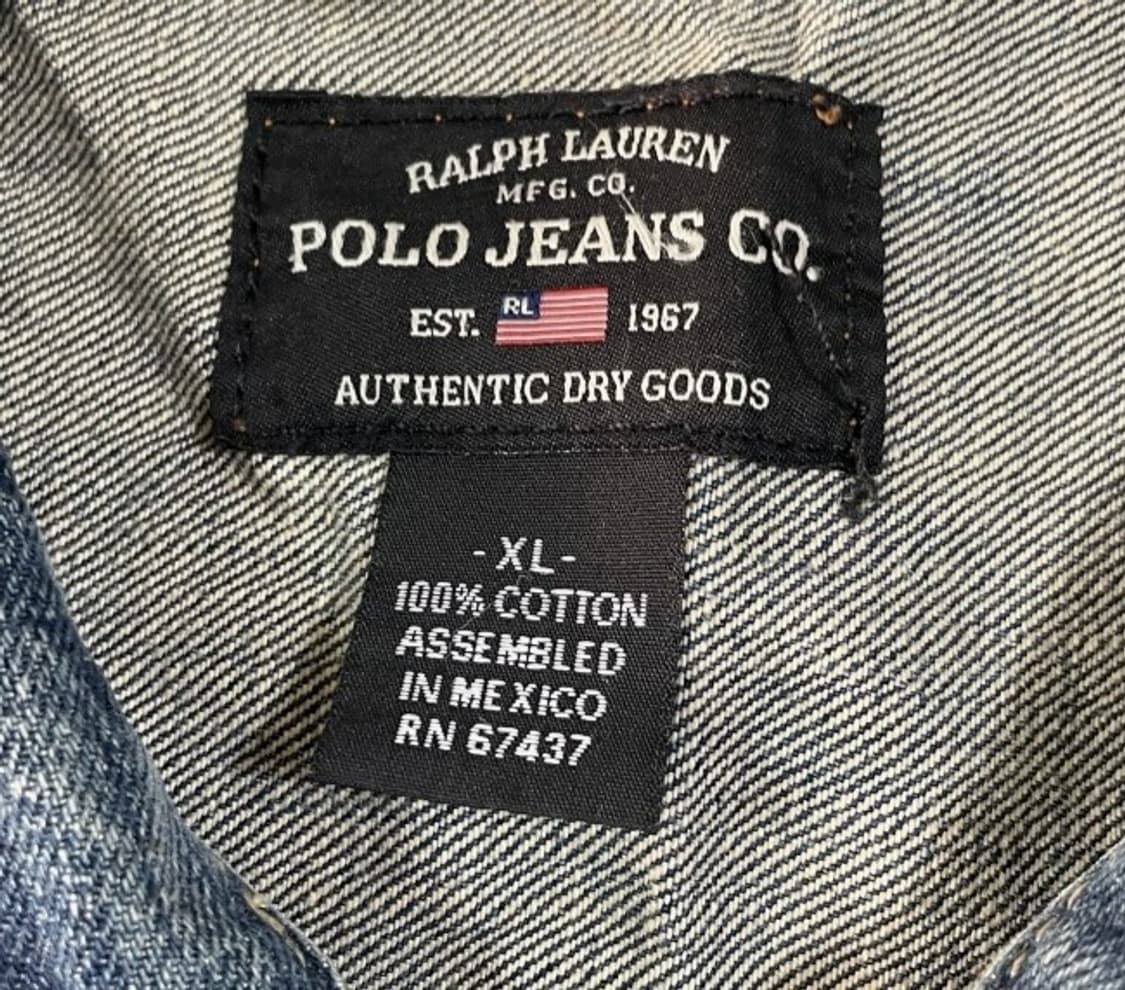 RALPH LAUREN
MFG. CO.
POLO JEANS CO.
EST. RL 1967
AUTHENTIC DRY GOODS
- XL -
100% COTTON
ASSEMBLED
IN MEXICO
RN 67437